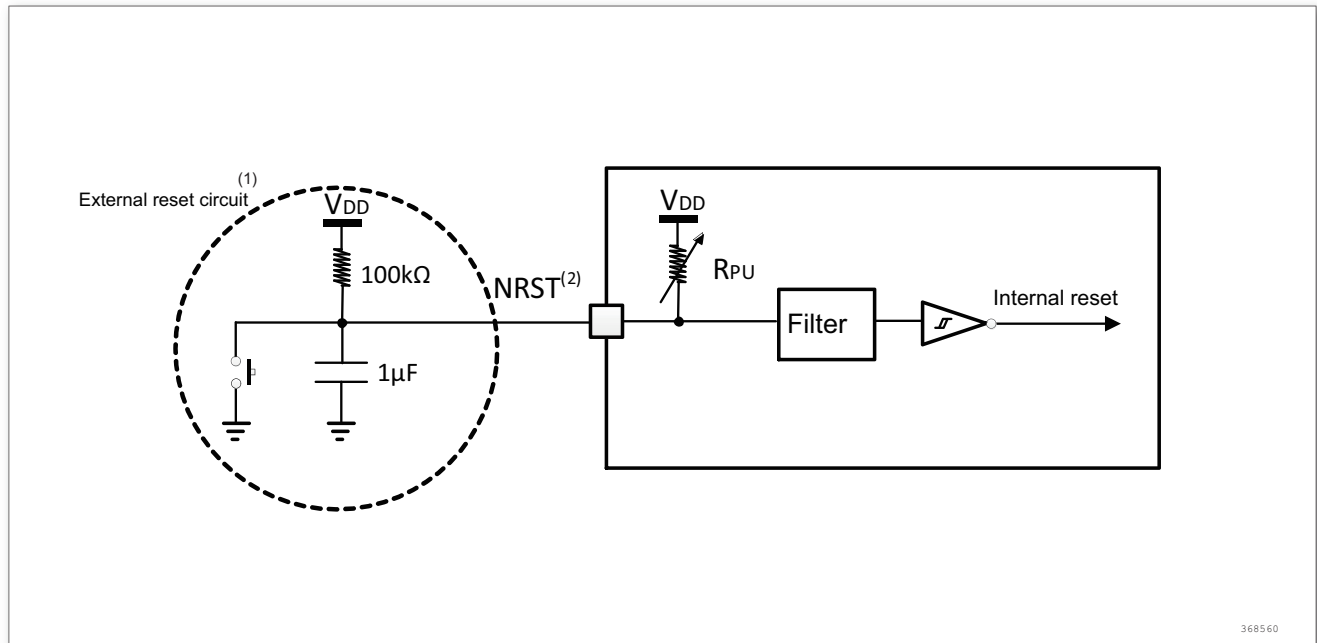 (1)
External reset circuit
VDD
100kΩ
1µF
NRST(2)
VDD
RPU
Filter
Internal reset
368560